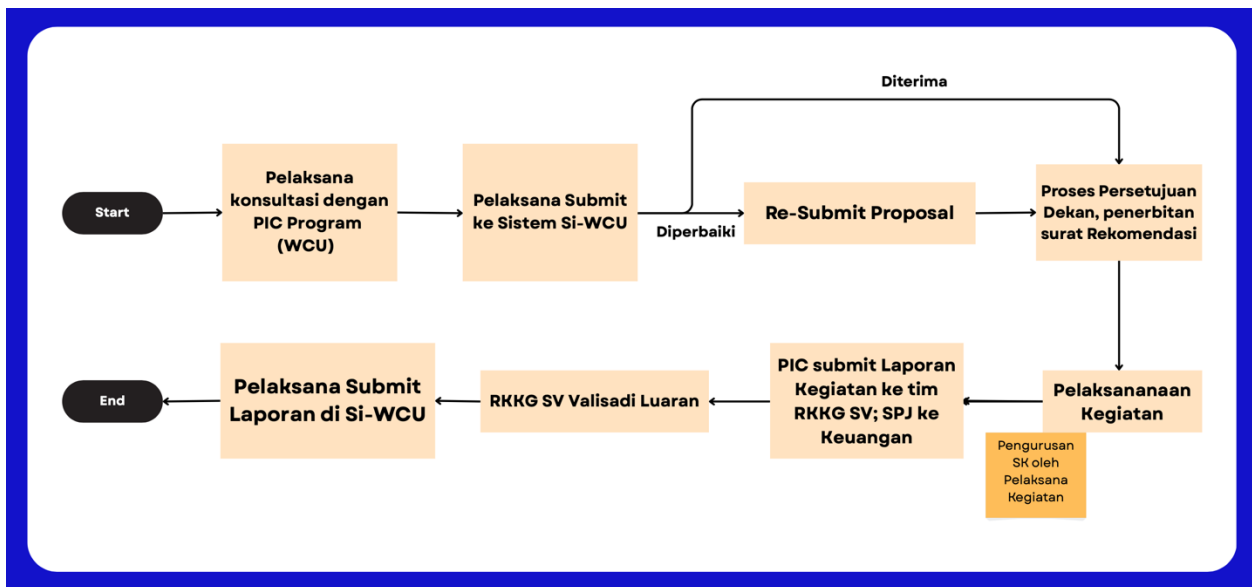 Diterima
Start
Pelaksana
konsultasi dengan
PIC Program
(WCU)
Pelaksana Submit
ke Sistem Si-WCU
Diperbaiki
Re-Submit Proposal
Proses Persetujuan
Dekan, penerbitan
surat Rekomendasi
Pelaksananaan
Kegiatan
Pengurusan
SK oleh
Pelaksana
Kegiatan
PIC submit Laporan
Kegiatan ke tim
RKKG SV; SPJ ke
Keuangan
RKKG SV Valisadi Luaran
Pelaksana Submit
Laporan di Si-WCU
End